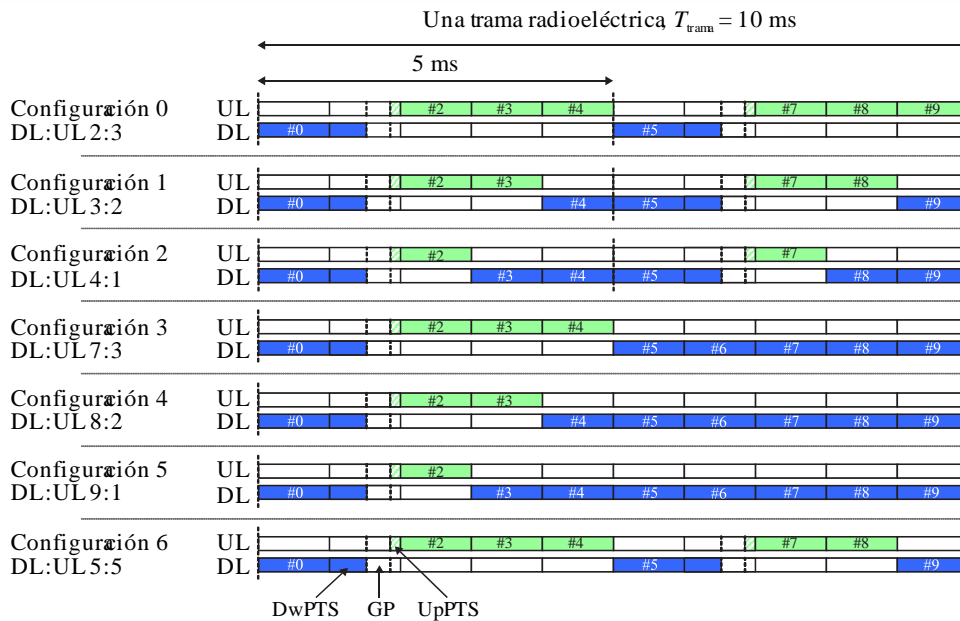 Una trama radioeléctrica, T_trama = 10 ms
5 ms
Configuración 0 UL #2 #3 #4 #7 #8 #9
DL:UL 2:3 DL #0 #5
Configuración 1 UL #2 #3 #7 #8
DL:UL 3:2 DL #0 #4 #5 #9
Configuración 2 UL #2 #7
DL:UL 4:1 DL #0 #3 #4 #5 #8 #9
Configuración 3 UL #2 #3 #4
DL:UL 7:3 DL #0 #5 #6 #7 #8 #9
Configuración 4 UL #2 #3
DL:UL 8:2 DL #0 #4 #5 #6 #7 #8 #9
Configuración 5 UL #2
DL:UL 9:1 DL #0 #3 #4 #5 #6 #7 #8 #9
Configuración 6 UL #2 #3 #4 #7 #8
DL:UL 5:5 DL #0 #5 #9
DwPTS GP UpPTS